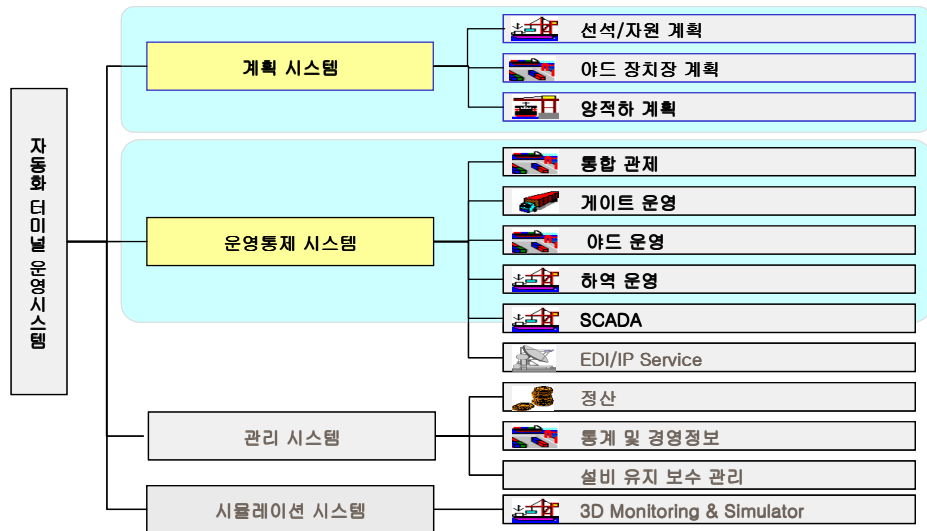 자동화 터미널 운영시스템
계획 시스템
선석/자원 계획
야드 장치장 계획
양적하 계획
운영통제 시스템
통합 관제
게이트 운영
야드 운영
하역 운영
SCADA
EDI/IP Service
관리 시스템
정산
통계 및 경영정보
설비 유지 보수 관리
시뮬레이션 시스템
3D Monitoring & Simulator